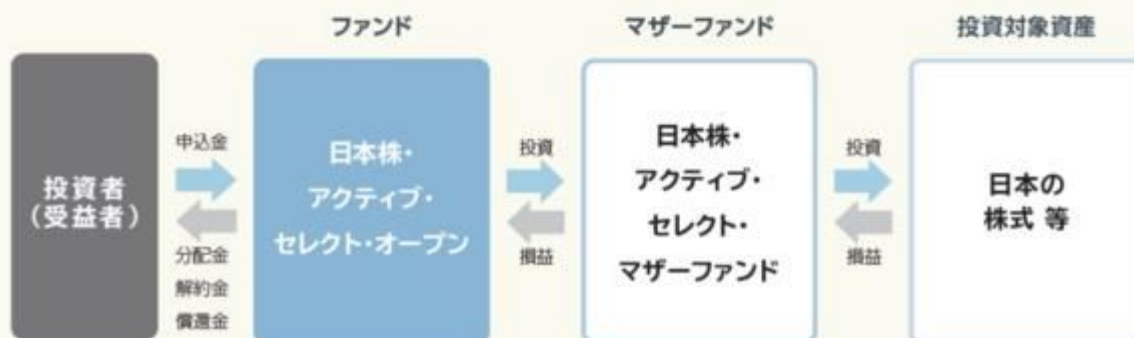 ファンド
マザーファンド
投資対象資産
投資者
(受益者)
申込金
分配金
解約金
償還金
日本株・
アクティブ・
セレクト・オープン
投資
損益
日本株・
アクティブ・
セレクト・
マザーファンド
投資
損益
日本の
株式 等